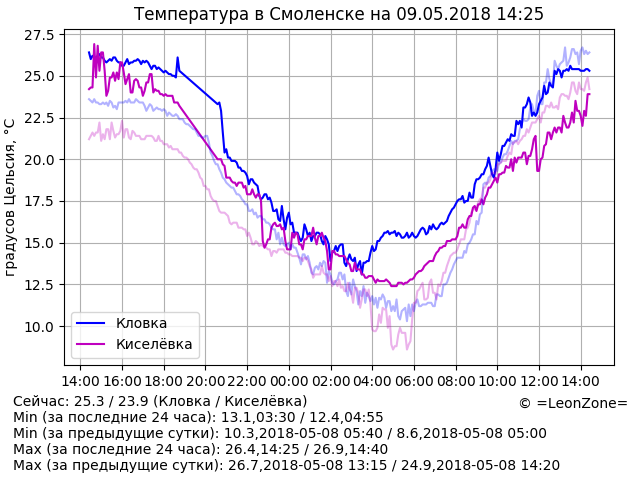 Температура в Смоленске на 09.05.2018 14:25
27.5
25.0
22.5
20.0
17.5
15.0
12.5
10.0
градусов Цельсия, °C
Кловка
Киселёвка
14:00 16:00 18:00 20:00 22:00 00:00 02:00 04:00 06:00 08:00 10:00 12:00 14:00
Сейчас: 25.3 / 23.9 (Кловка / Киселёвка)
© =LeonZone=
Min (за последние 24 часа): 13.1,03:30 / 12.4,04:55
Min (за предыдущие сутки): 10.3,2018-05-08 05:40 / 8.6,2018-05-08 05:00
Max (за последние 24 часа): 26.4,14:25 / 26.9,14:40
Max (за предыдущие сутки): 26.7,2018-05-08 13:15 / 24.9,2018-05-08 14:20